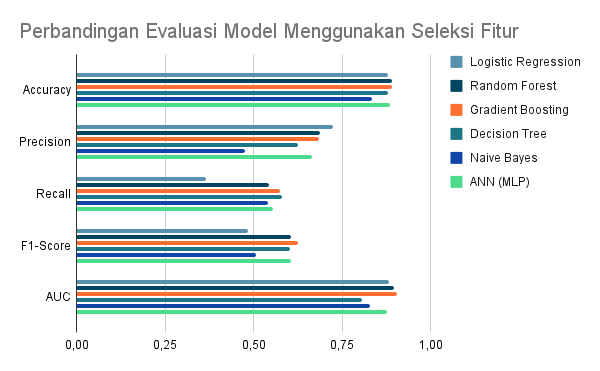 Perbandingan Evaluasi Model Menggunakan Seleksi Fitur
Logistic Regression
Random Forest
Gradient Boosting
Decision Tree
Naive Bayes
ANN (MLP)
Accuracy
Precision
Recall
F1-Score
AUC
0,00 0,25 0,50 0,75 1,00